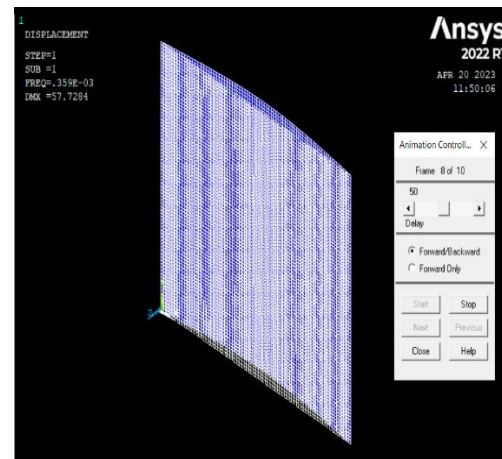 1
DISPLACEMENT
STEP=1
SUB =1
FREQ=.359E-03
DMX =57.7284
Ansys
2022 R
APR 20 2023
11:50:06
Animation Controll...
Frame 8 of 10
50
Delay
Forward/Backward
Forward Only
Start Stop
Next Previous
Close Help